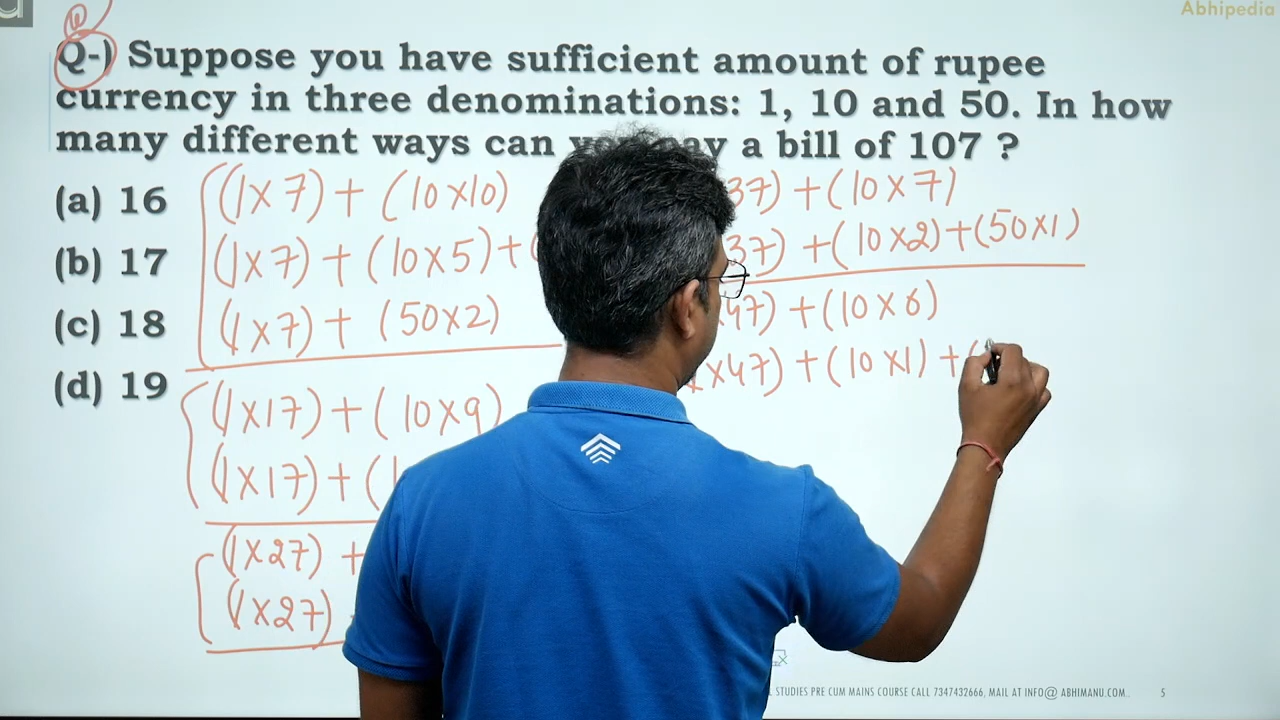 Abhipedia
Q-) Suppose you have sufficient amount of rupee
currency in three denominations: 1, 10 and 50. In how
many different ways can pay a bill of 107 ?
(a) 16
(b) 17
(c) 18
(d) 19
(1×7) + (10×10)
(1×7) + (10×5) +
(1×7) + (50×2)
(1×17) + (10×9)
(1×17) + (1
(1×27) +
(1×27)
37) + (10×7)
37) + (10×2) + (50×1)
×47) + (10×6)
×47) + (10×1) + (
L STUDIES PRE CUM MAINS COURSE CALL 7347432666, MAIL AT INFO@ ABHIMANU.COM..
5